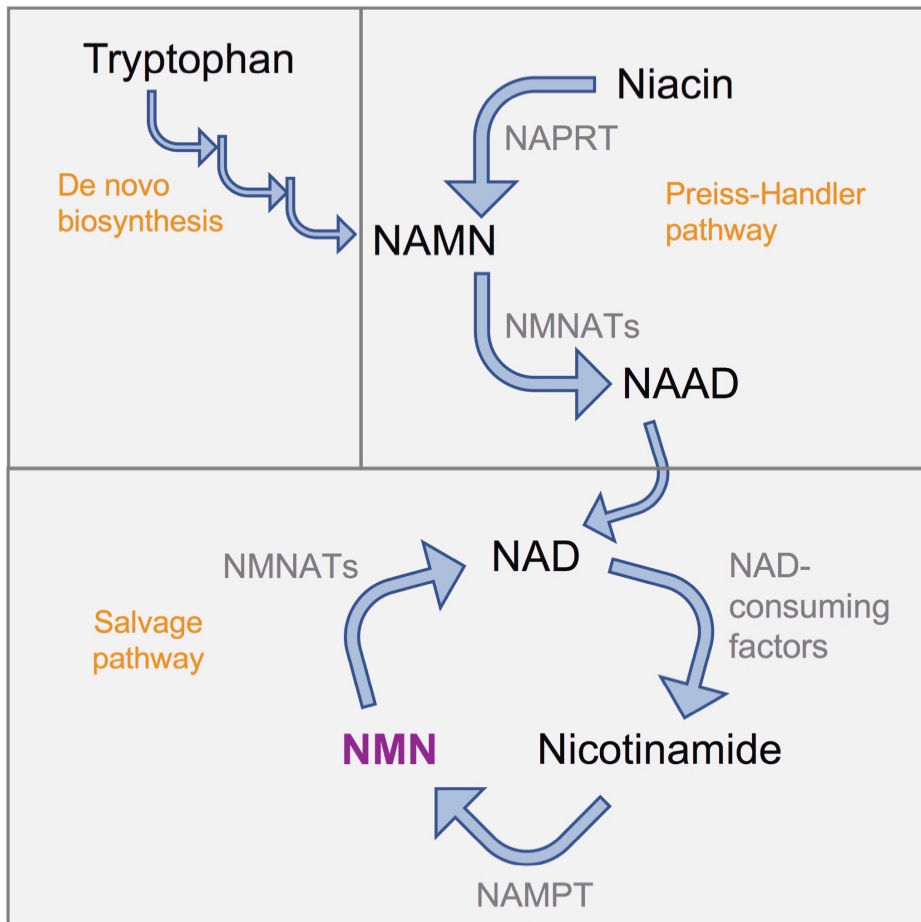 Tryptophan
De novo
biosynthesis
Niacin
NAPRT
Preiss-Handler
pathway
NAMN
NMNATs
NAAD
NMNATs
NAD
NAD-
consuming
factors
Salvage
pathway
NMN
Nicotinamide
NAMPT